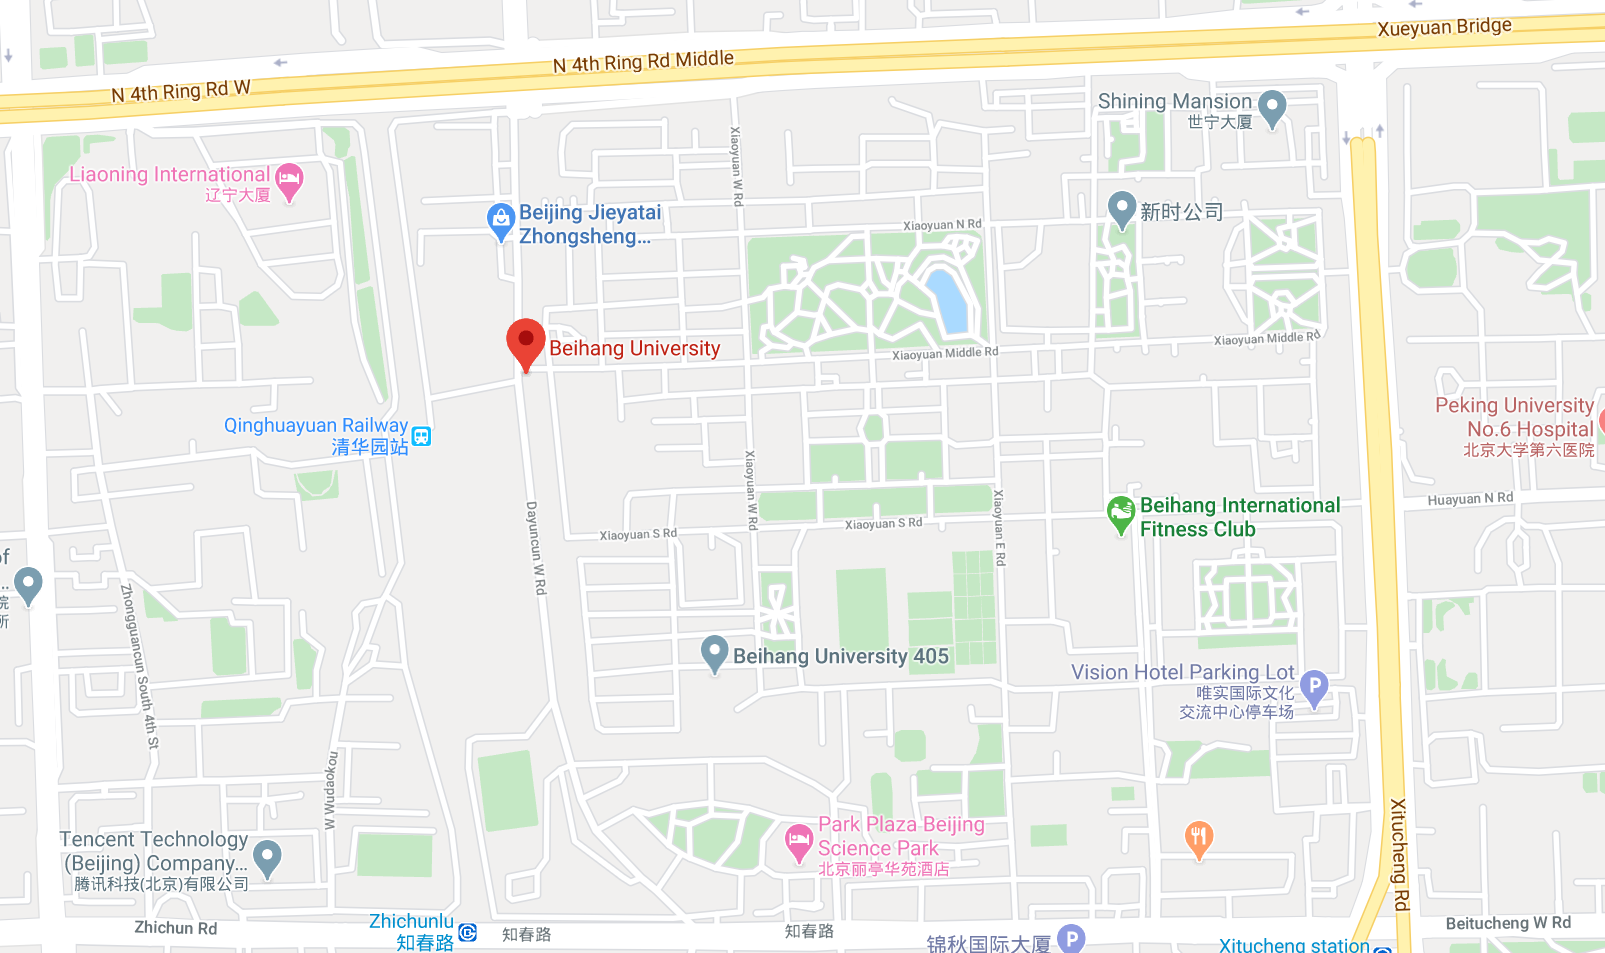 Xueyuan Bridge
N 4th Ring Rd Middle
N 4th Ring Rd W
Shining Mansion
世宁大厦
Xiaoyuan W Rd
Liaoning International
辽宁大厦
Beijing Jieyatai
Zhongsheng...
新时公司
Xiaoyuan N Rd
Beihang University
Xiaoyuan Middle Rd
Xiaoyuan Middle Rd
Qinghuayuan Railway
清华园站
Peking University
No.6 Hospital
北京大学第六医院
Xiaoyuan W Rd
Dayuncun W Rd
Xiaoyuan S Rd
Xiaoyuan S Rd
Xiaoyuan E Rd
Huayuan N Rd
Beihang International
Fitness Club
of
...
院
所
Zhongguancun South 4th St
Beihang University 405
Vision Hotel Parking Lot
唯实国际文化
交流中心停车场
W Wudaokou
Xitucheng Rd
Tencent Technology
(Beijing) Company...
腾讯科技(北京)有限公司
Park Plaza Beijing
Science Park
北京丽亭华苑酒店
Zhichun Rd
Zhichunlu
知春路
知春路
知春路
锦秋国际大厦
P
P
Xitucheng station
Beitucheng W Rd